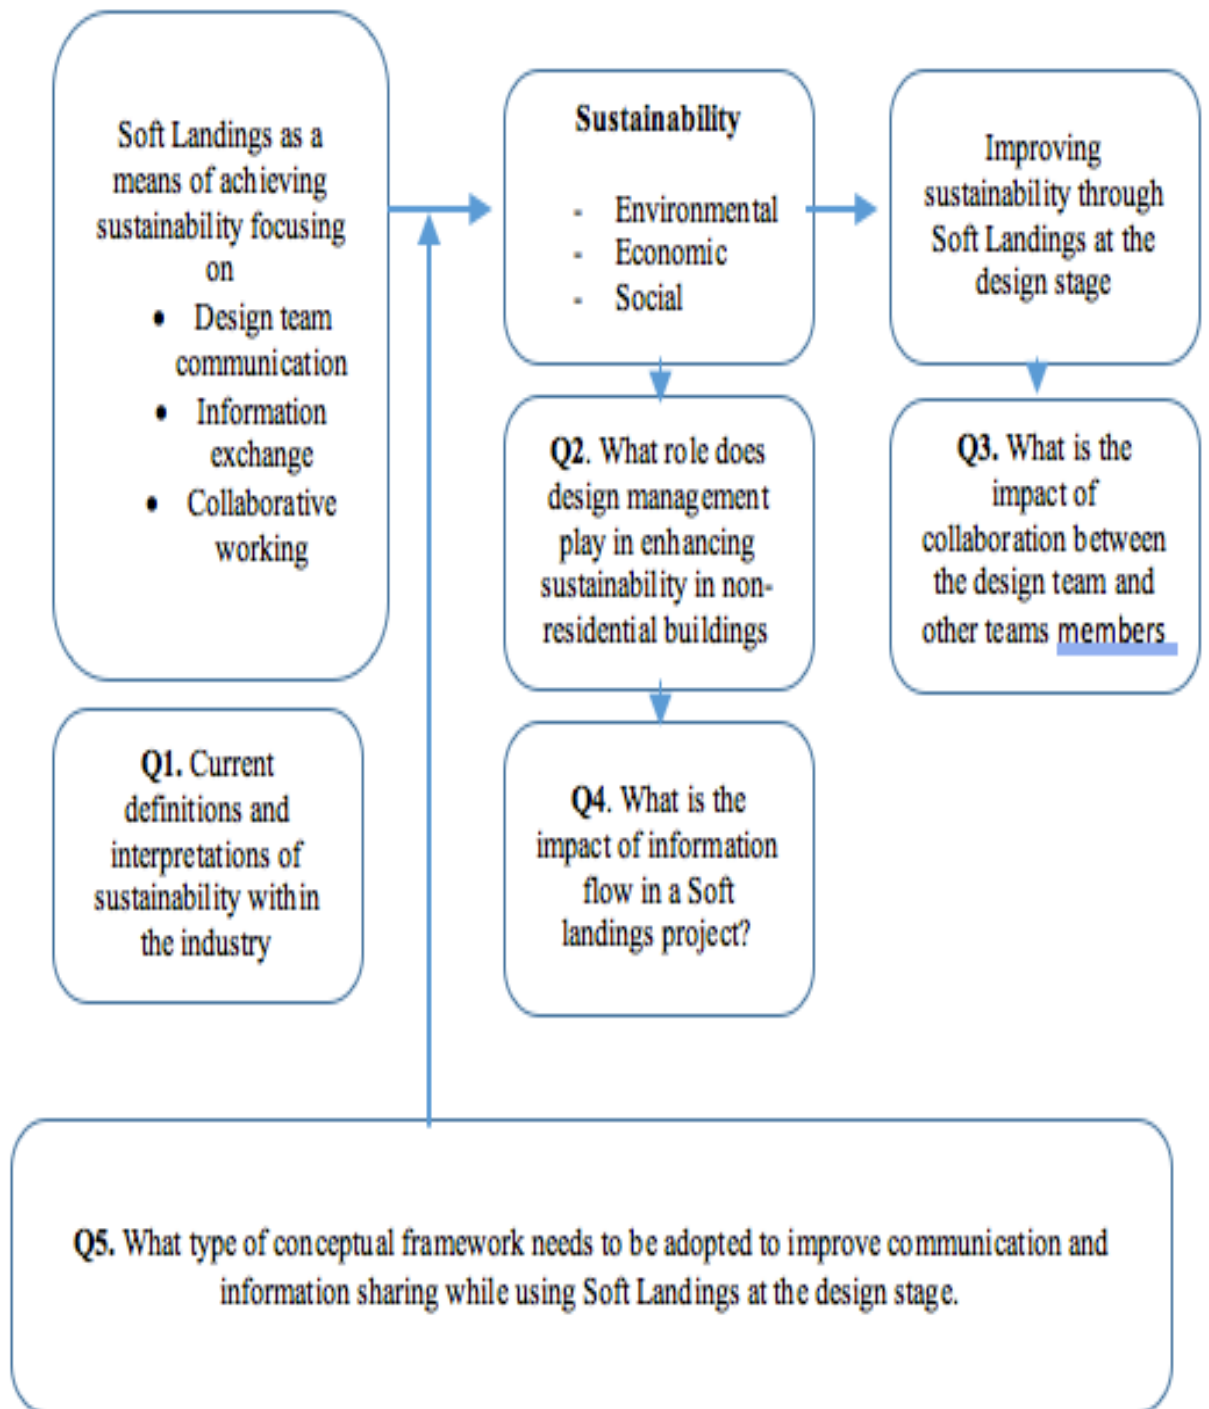 Soft Landings as a
means of achieving
sustainability focusing
on
• Design team
communication
• Information
exchange
• Collaborative
working
Sustainability
- Environmental
- Economic
- Social
Improving
sustainability through
Soft Landings at the
design stage
Q2. What role does
design management
play in enhancing
sustainability in non-
residential buildings
Q3. What is the
impact of
collaboration between
the design team and
other teams members
Q1. Current
definitions and
interpretations of
sustainability within
the industry
Q4. What is the
impact of information
flow in a Soft
landings project?
Q5. What type of conceptual framework needs to be adopted to improve communication and
information sharing while using Soft Landings at the design stage.